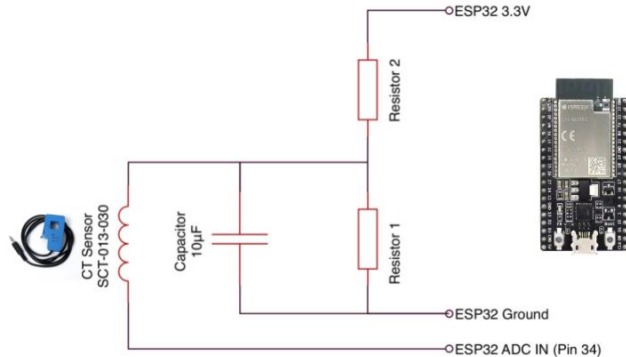 ESP32 3.3V
Resistor 2
CT Sensor
SCT-013-030
Capacitor
10µF
Resistor 1
ESP32 Ground
ESP32 ADC IN (Pin 34)
CE